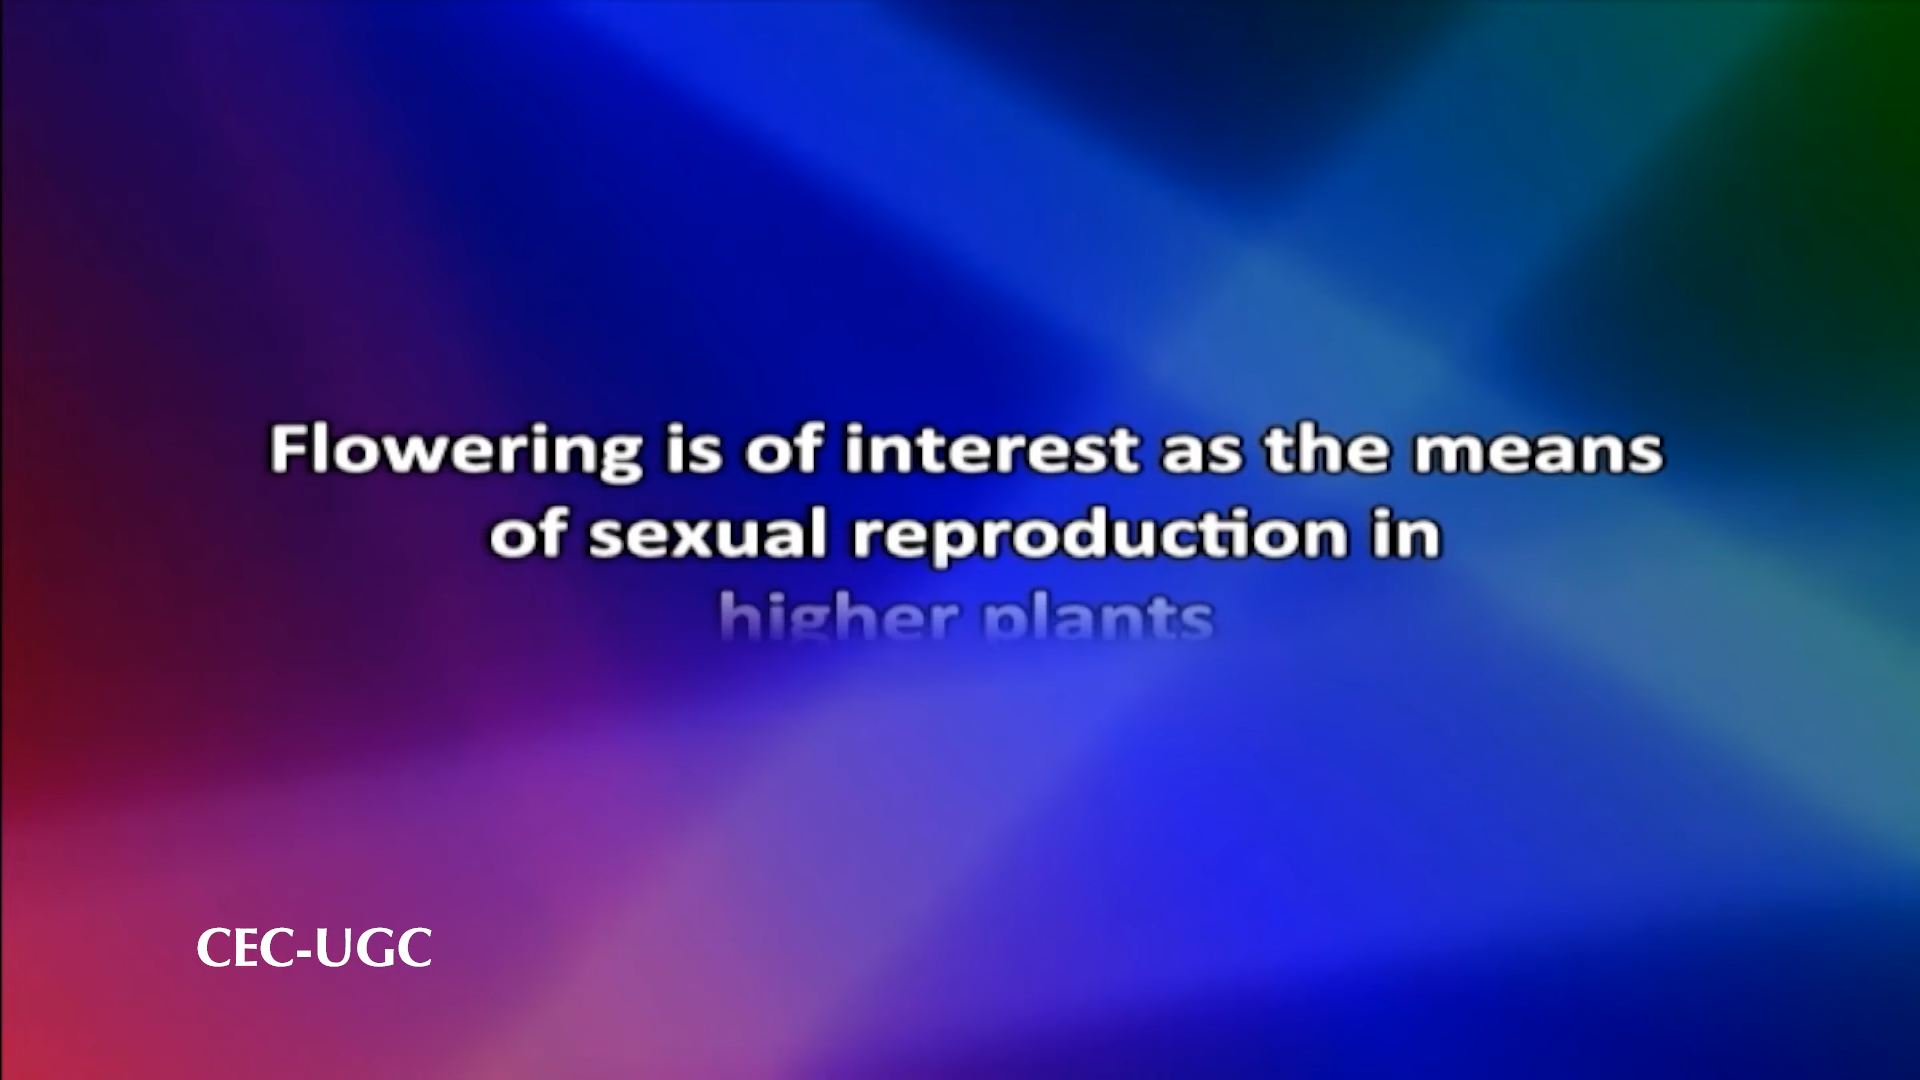 Flowering is of interest as the means
of sexual reproduction in
higher plants
CEC-UGC